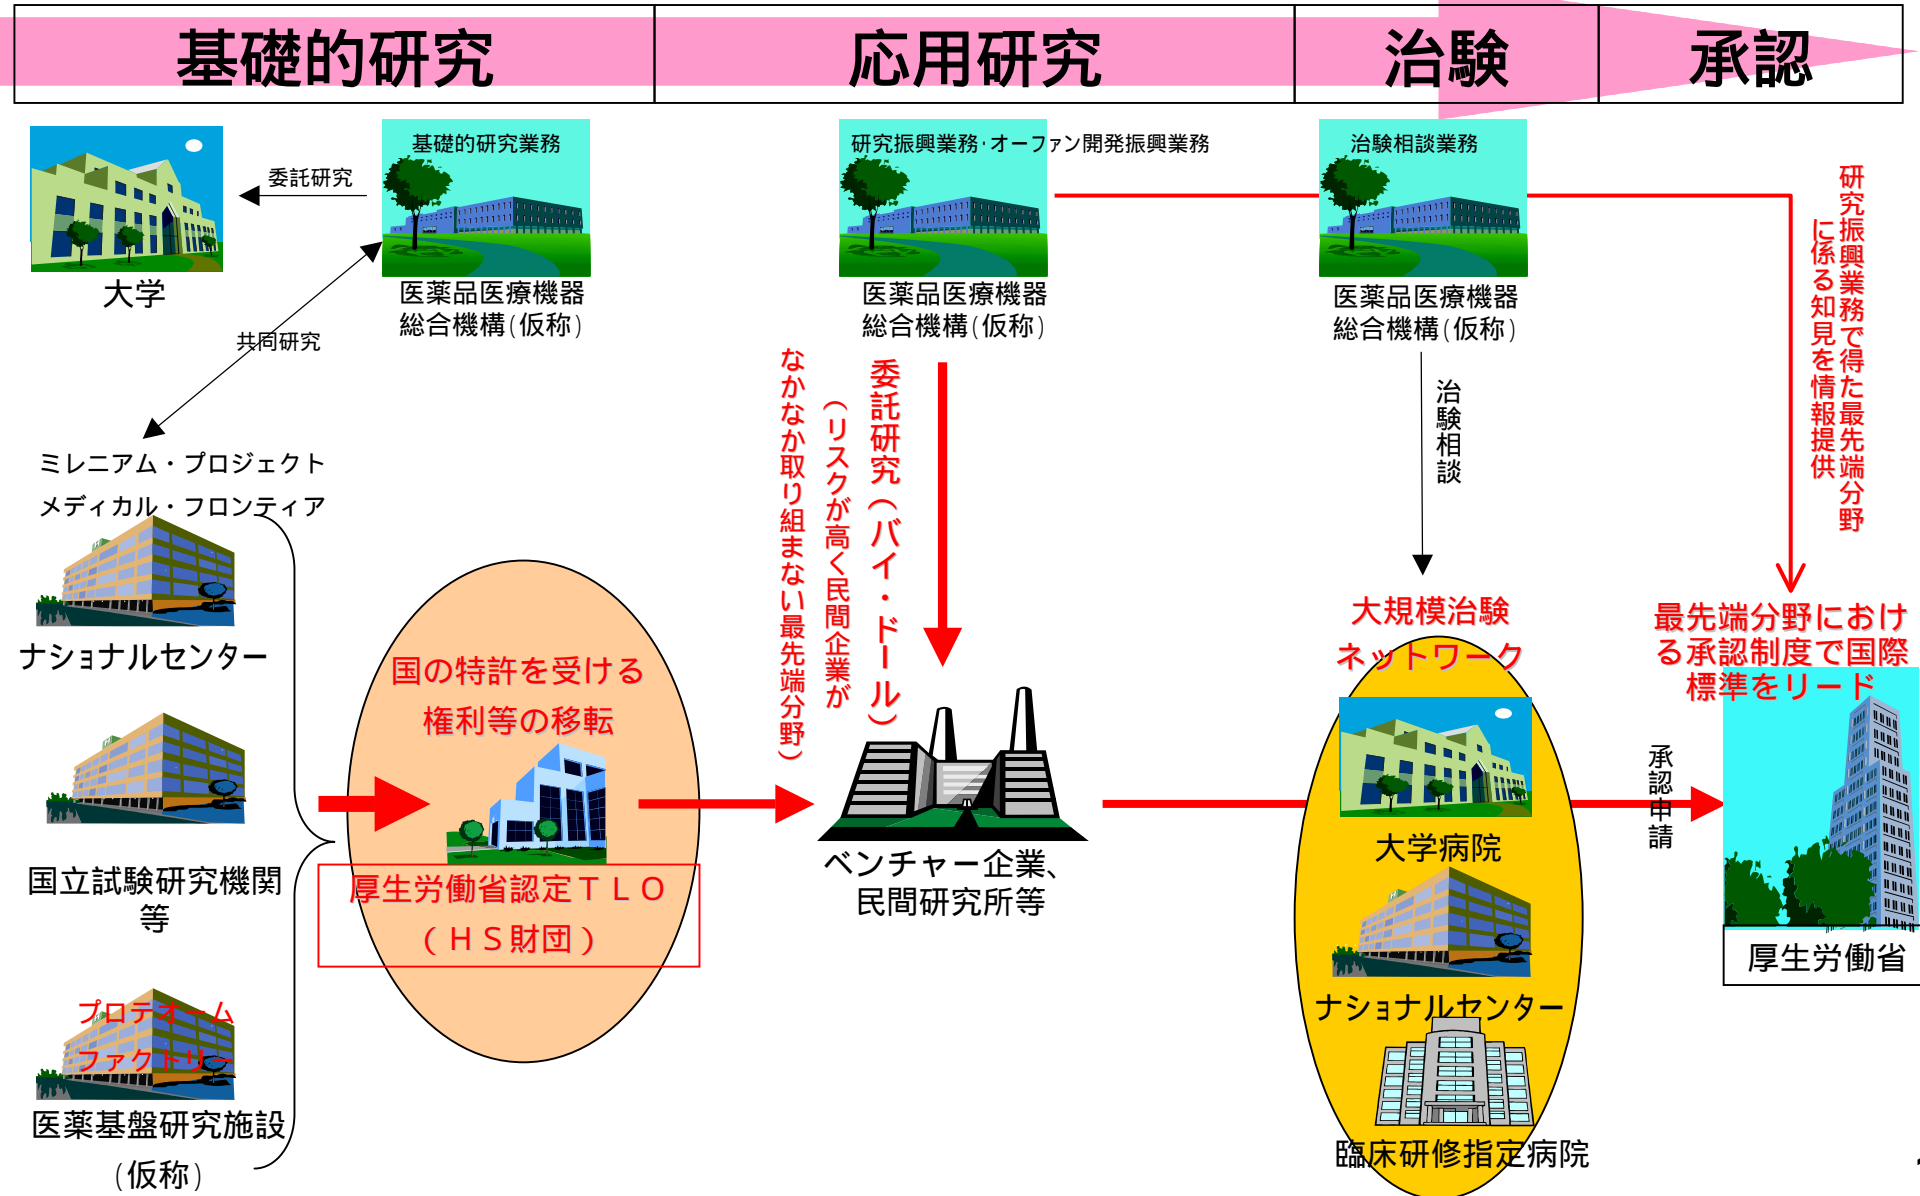 基礎的研究
応用研究
治験
承認
基礎的研究業務
委託研究
大学
医薬品医療機器
総合機構(仮称)
共同研究
ミレニアム・プロジェクト
メディカル・フロンティア
ナショナルセンター
国立試験研究機関
等
プロテオーム
ファクトリー
医薬基盤研究施設
(仮称)
国の特許を受ける
権利等の移転
厚生労働省認定TLO
(HS財団)
研究振興業務・オーファン開発振興業務
医薬品医療機器
総合機構(仮称)
委託研究(バイ・ドール)
(リスクが高く民間企業が
なかなか取り組まない最先端分野)
ベンチャー企業、
民間研究所等
治験相談業務
医薬品医療機器
総合機構(仮称)
治験相談
大規模治験
ネットワーク
大学病院
ナショナルセンター
臨床研修指定病院
研究振興業務で得た最先端分野
に係る知見を情報提供
最先端分野におけ
る承認制度で国際
標準をリード
承認申請
厚生労働省